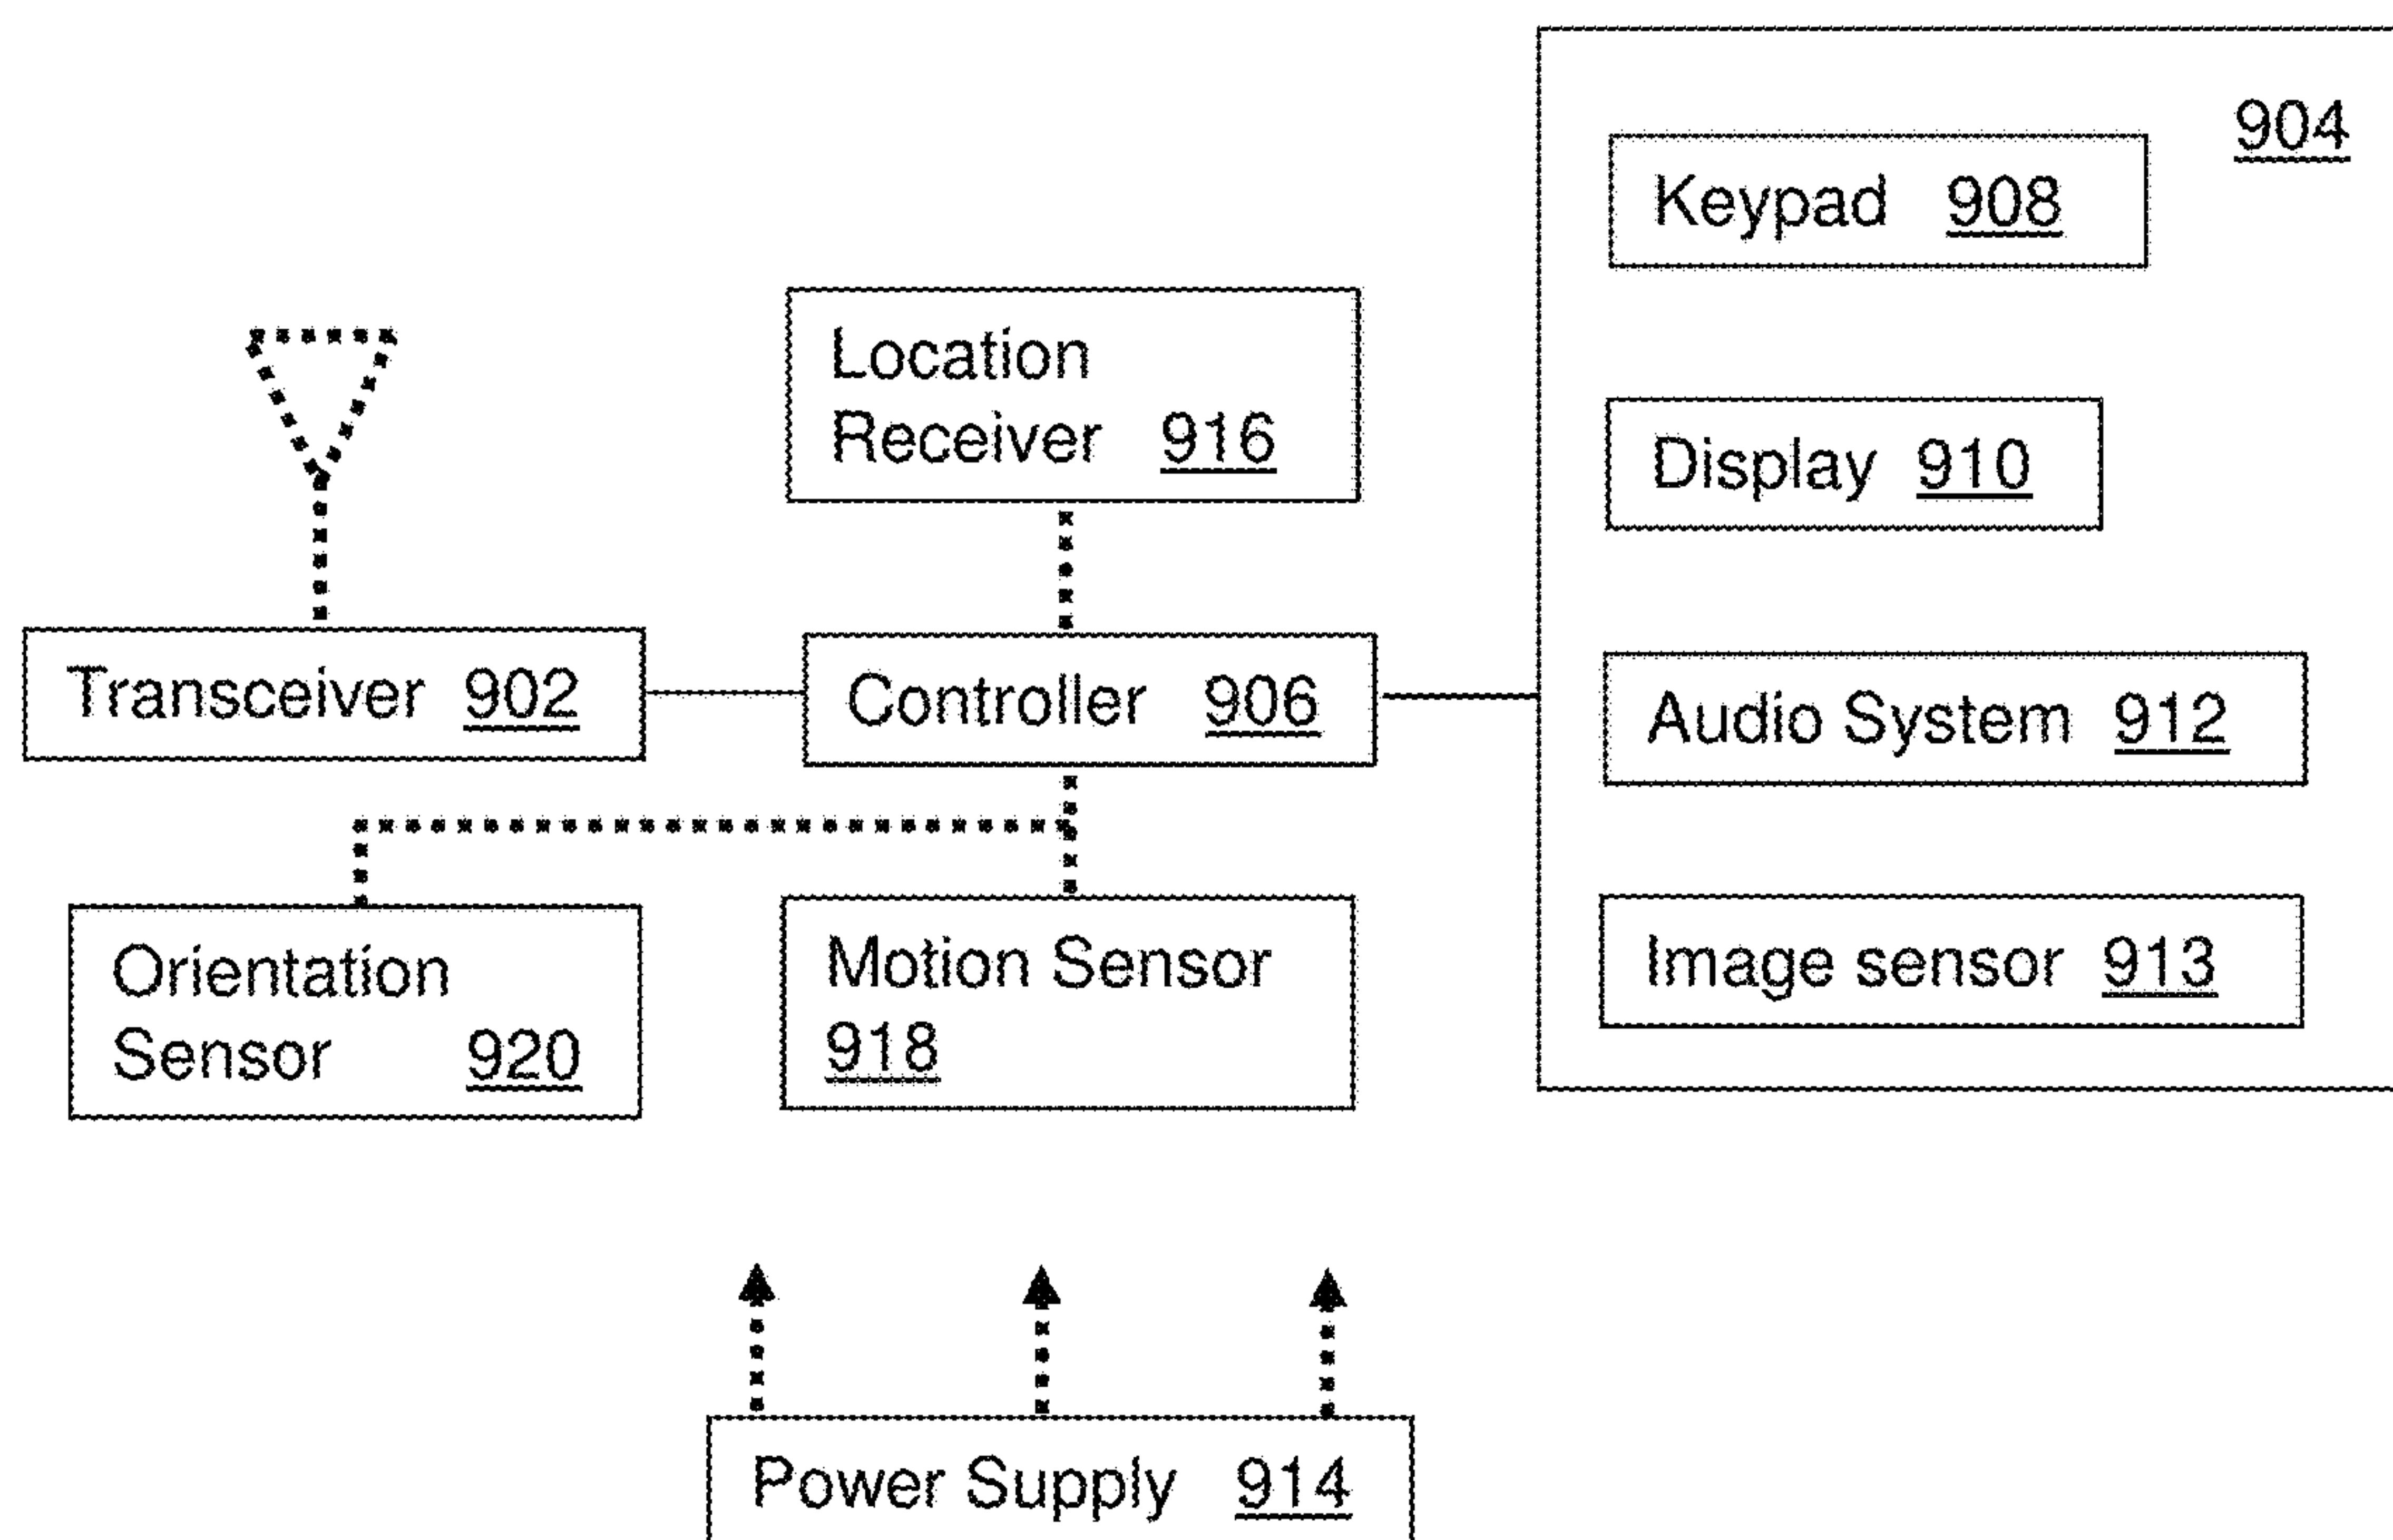 904
Keypad 908
Location
Receiver 916
Display 910
Transceiver 902
Controller 906
Audio System 912
Orientation
Sensor 920
Motion Sensor
918
Image sensor 913
Power Supply 914